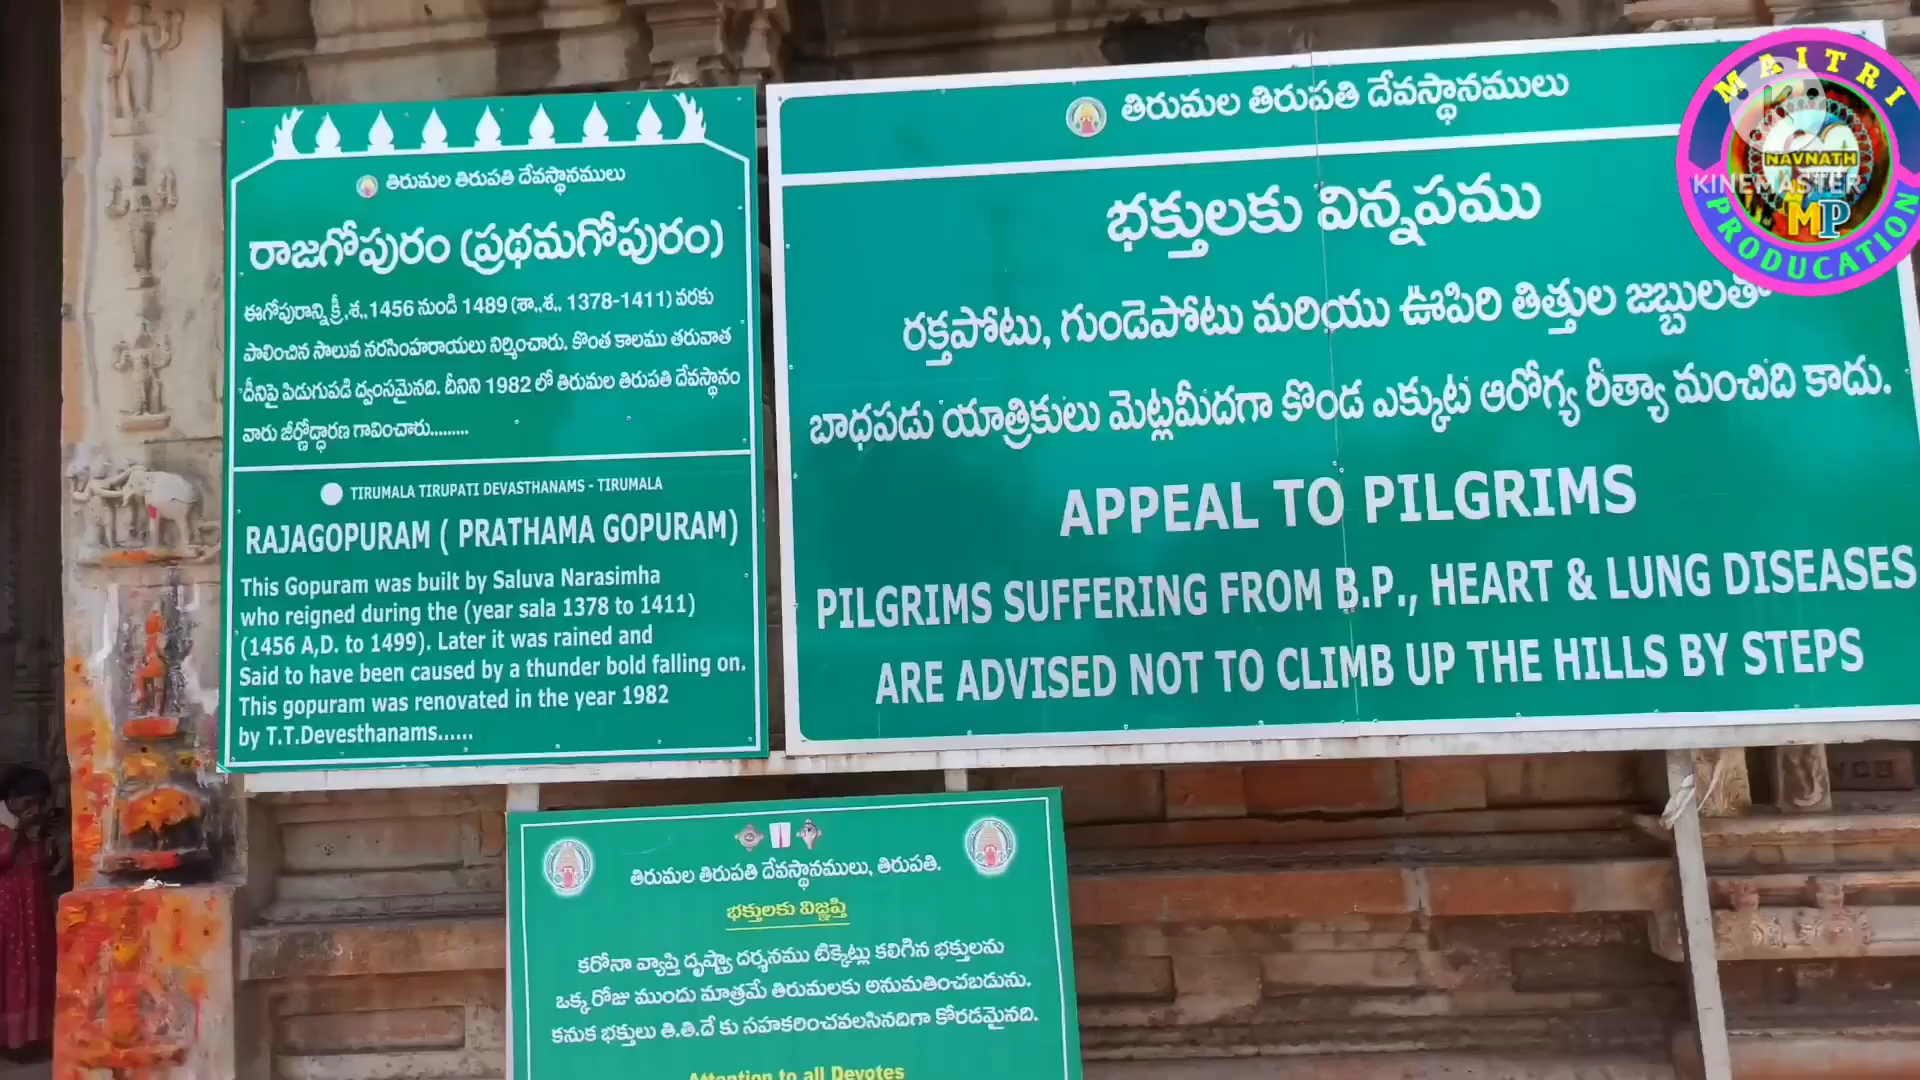 తిరుమల తిరుపతి దేవస్థానములు
రాజగోపురం (ప్రథమగోపురం)
ఈగోపురాన్ని క్రీ.శ., 1456 నుండి 1489 (శా,,శ,, 1378-1411) వరకు
పాలించిన సాలువ నరసింహరాయలు నిర్మించారు. కొంత కాలము తరువాత
దీనిపై పిడుగుపడి ధ్వంసమైనది. దీనిని 1982 లో తిరుమల తిరుపతి దేవస్థానం
వారు జీర్ణోద్ధారణ గావించారు.........
TIRUMALA TIRUPATI DEVASTHANAMS - TIRUMALA
RAJAGOPURAM ( PRATHAMA GOPURAM)
This Gopuram was built by Saluva Narasimha
who reigned during the (year sala 1378 to 1411)
(1456 A,D. to 1499). Later it was rained and
Said to have been caused by a thunder bold falling on.
This gopuram was renovated in the year 1982
by T.T.Devesthanams......
తిరుమల తిరుపతి దేవస్థానములు
భక్తులకు విన్నపము
రక్తపోటు, గుండెపోటు మరియు ఊపిరి తిత్తుల జబ్బులతో
బాధపడు యాత్రికులు మెట్లమీదగా కొండ ఎక్కుట ఆరోగ్య రీత్యా మంచిది కాదు.
APPEAL TO PILGRIMS
PILGRIMS SUFFERING FROM B.P., HEART & LUNG DISEASES
ARE ADVISED NOT TO CLIMB UP THE HILLS BY STEPS
తిరుమల తిరుపతి దేవస్థానములు, తిరుపతి.
భక్తులకు విజ్ఞప్తి
కరోనా వ్యాప్తి దృష్ట్యా దర్శనము టిక్కెట్లు కలిగిన భక్తులను
ఒక్క రోజు ముందు మాత్రమే తిరుమలకు అనుమతించబడును.
కనుక భక్తులు తి.తి.దే కు సహకరించవలసినదిగా కోరడమైనది.
Attention to all Devotes
MAITRI
NAVNATH
KINEMASTER
MP
PRODUCATION